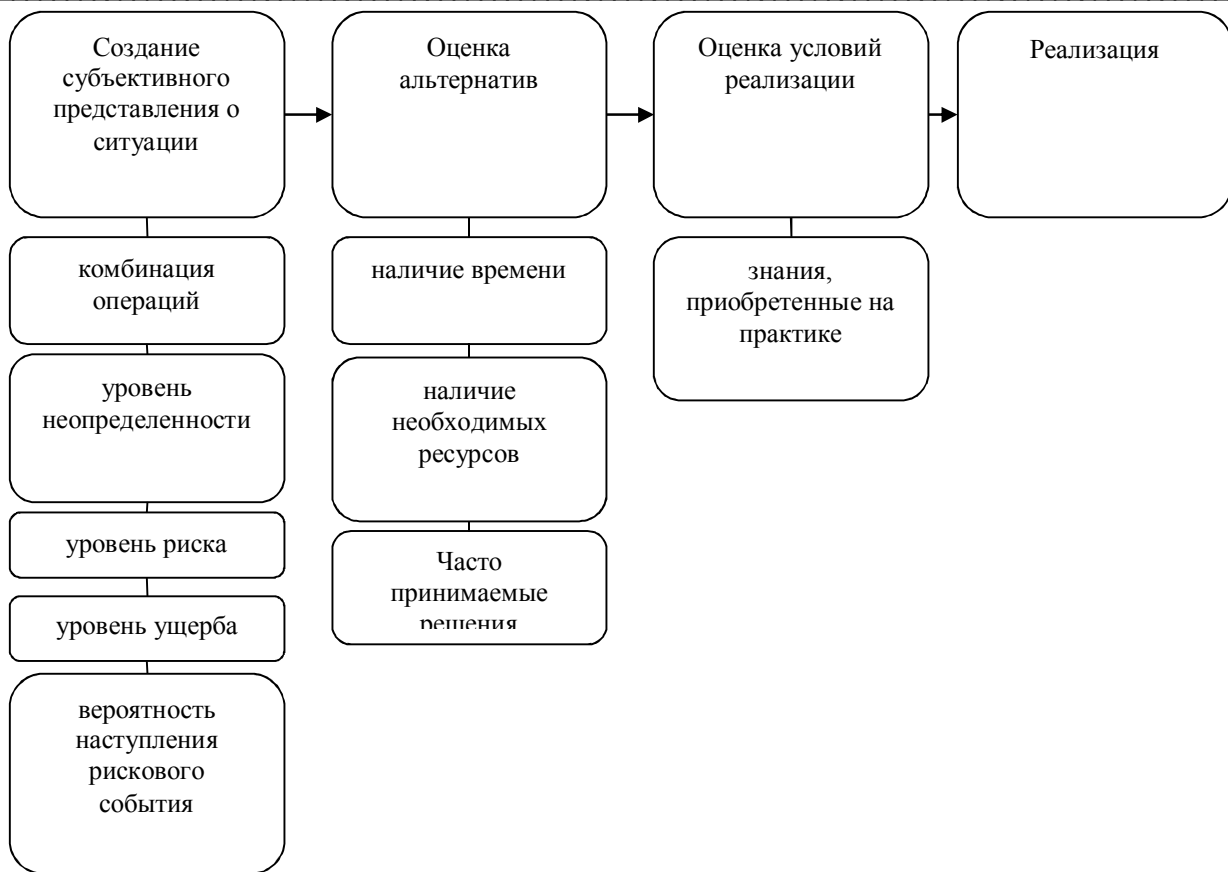 Создание
субъективного
представления о
ситуации
Оценка
альтернатив
Оценка условий
реализации
Реализация
комбинация
операций
уровень
неопределенности
уровень риска
уровень ущерба
вероятность
наступления
рискового
события
наличие времени
наличие
необходимых
ресурсов
Часто
принимаемые
решения
знания,
приобретенные на
практике